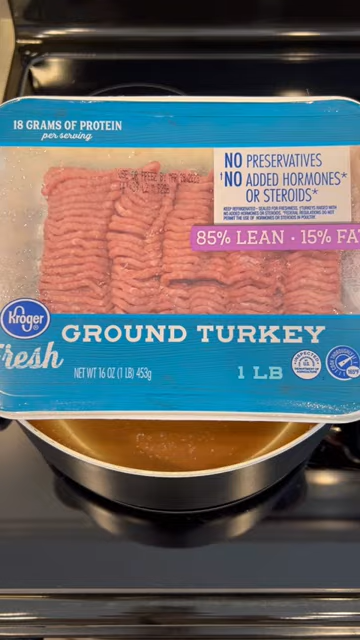 18 GRAMS OF PROTEIN
per serving
NO PRESERVATIVES
†NO ADDED HORMONES*
OR STEROIDS*
85% LEAN • 15% FAT
Kroger
Fresh
GROUND TURKEY
NET WT 16 OZ (1 LB) 453g
1 LB
INSPECTED